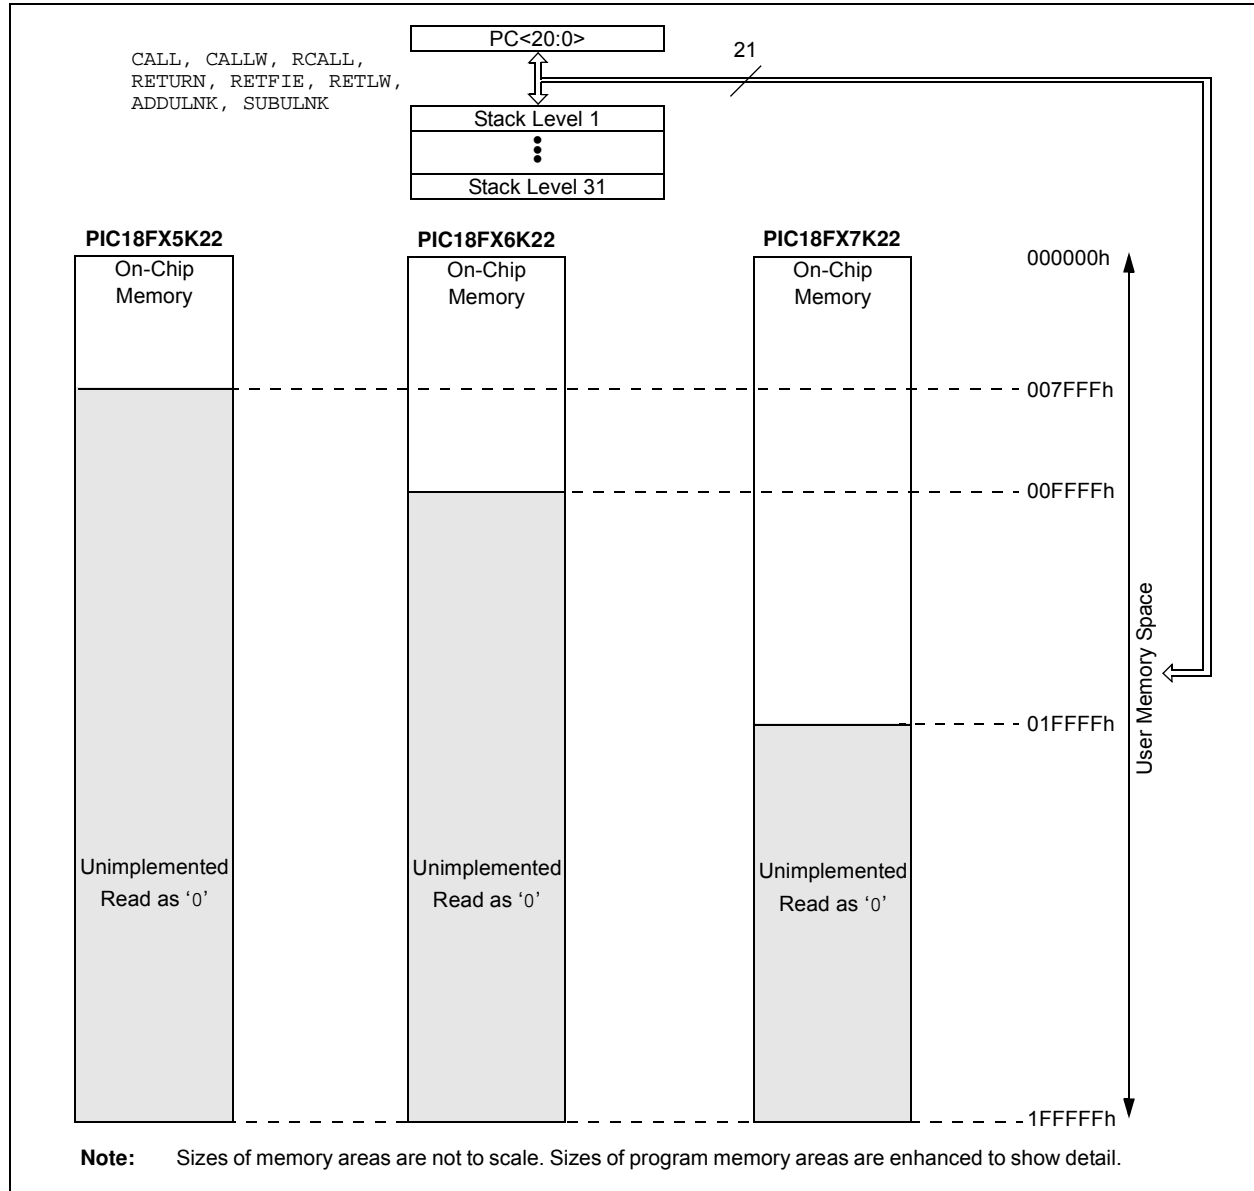 PC<20:0>
21
CALL, CALLW, RCALL,
RETURN, RETFIE, RETLW,
ADDULNK, SUBULNK
Stack Level 1
Stack Level 31
PIC18FX5K22
On-Chip
Memory
Unimplemented
Read as ‘0’
PIC18FX6K22
On-Chip
Memory
Unimplemented
Read as ‘0’
PIC18FX7K22
On-Chip
Memory
Unimplemented
Read as ‘0’
000000h
007FFFh
00FFFFh
01FFFFh
1FFFFFh
User Memory Space
Note: Sizes of memory areas are not to scale. Sizes of program memory areas are enhanced to show detail.